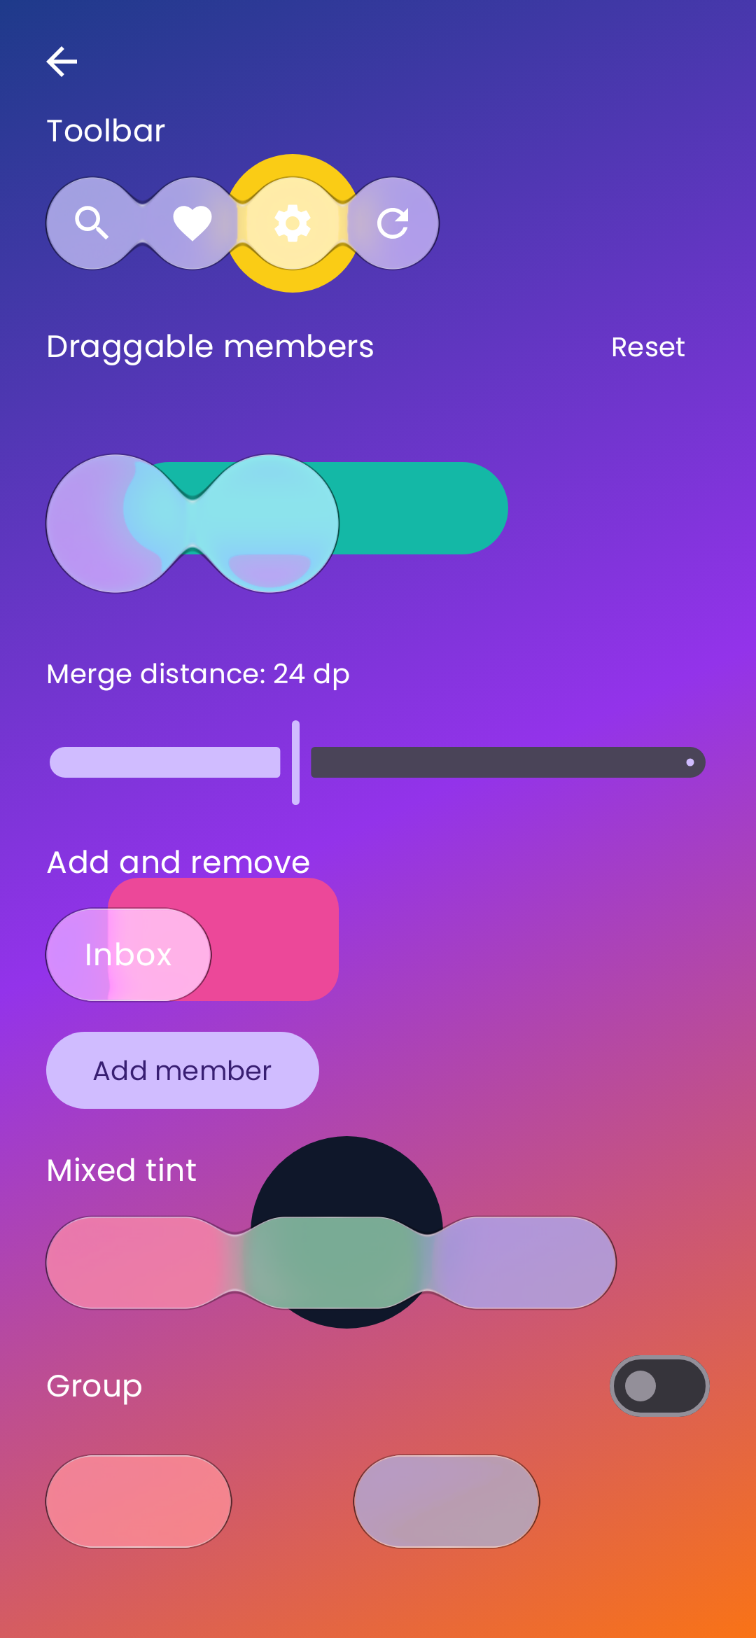 Toolbar
Draggable members Reset
Merge distance: 24 dp
Add and remove
Inbox
Add member
Mixed tint
Group